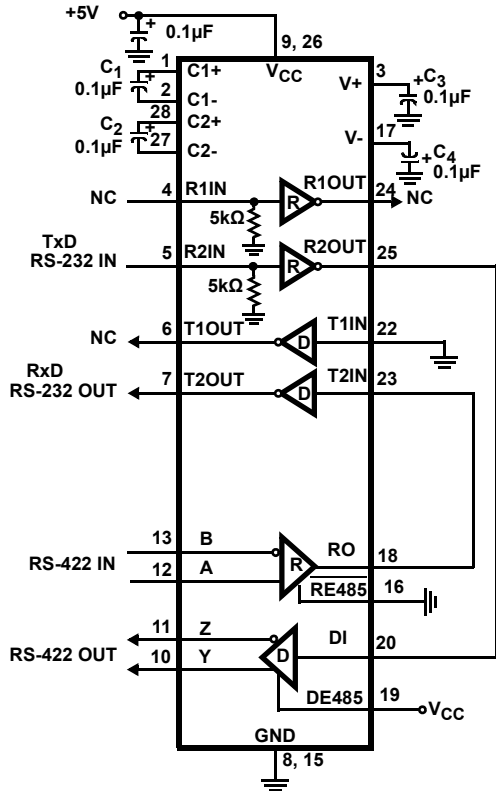 +5V
0.1µF
9, 26
1
C1+
VCC
3
C1
0.1µF
V+
C3
0.1µF
2
C1-
28
C2+
C2
0.1µF
17
V-
27
C2-
C4
0.1µF
NC
4
R1IN
R
R1OUT
24
NC
5kΩ
TxD
RS-232 IN
5
R2IN
R
R2OUT
25
5kΩ
NC
6
T1OUT
D
T1IN
22
RxD
RS-232 OUT
7
T2OUT
D
T2IN
23
RS-422 IN
13
B
12
A
R
RO
18
RE485
16
RS-422 OUT
11
Z
10
Y
D
DI
20
DE485
19
VCC
GND
8, 15